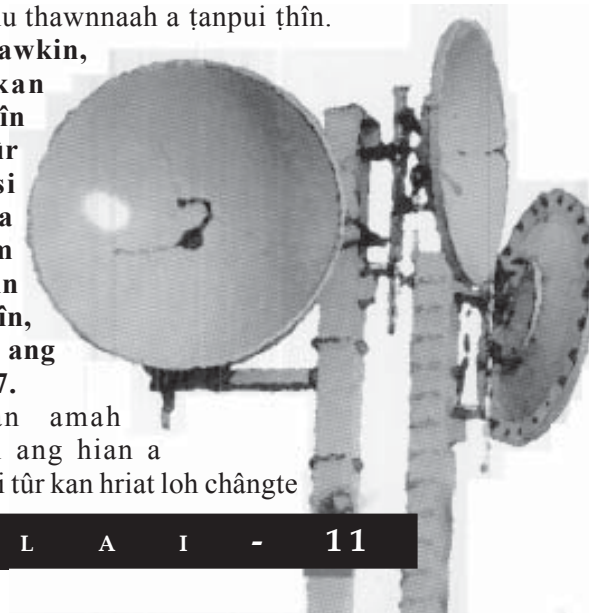 thawnnaah a ṭanpui ṭhîn.
awkin,
kan
în
ûr
si
a
m
în,
ang
7.
amah
ang hian a
i tûr kan hriat loh chângte
L A I - 11